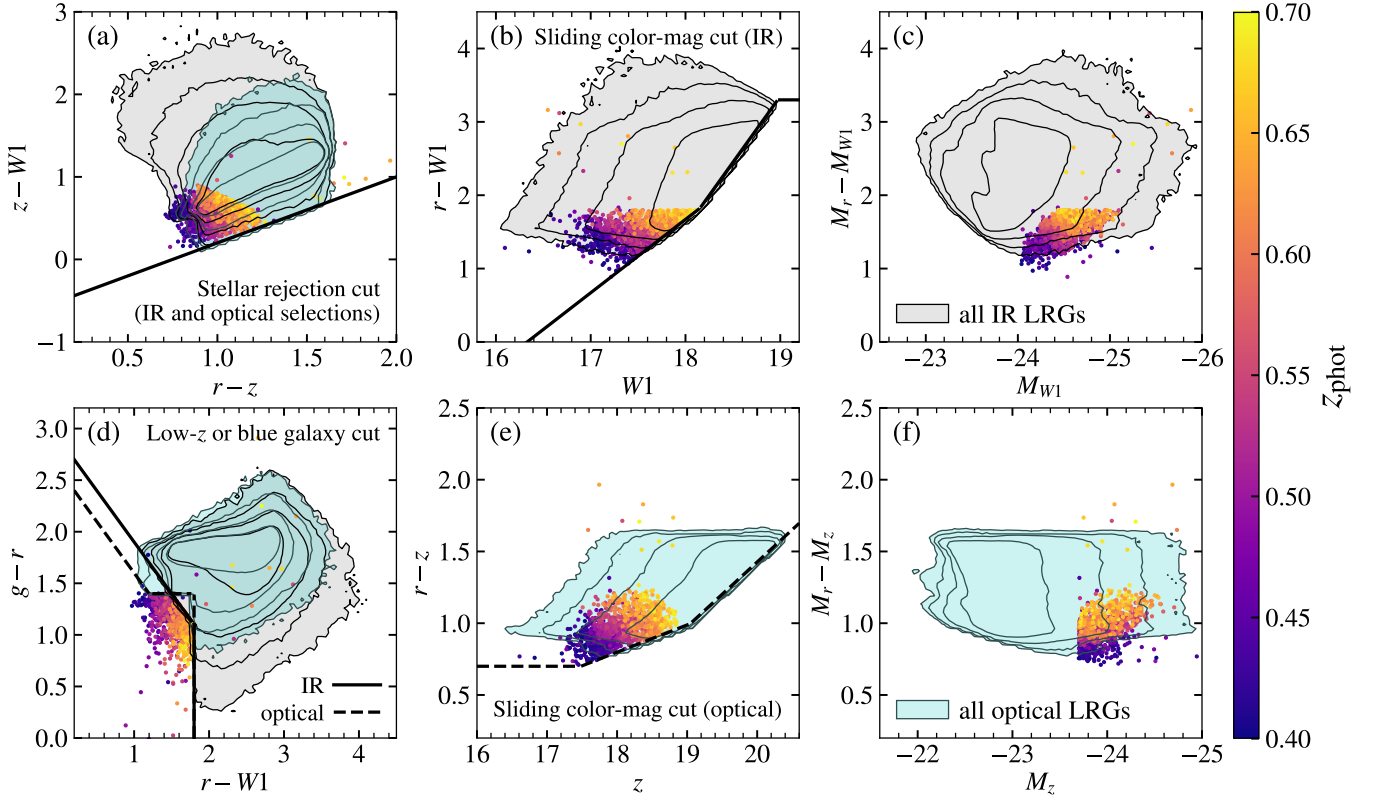 (a)
3
2
1
0
−1
z − W1
0.5
1.0
1.5
2.0
r − z
Stellar rejection cut
(IR and optical selections)
(b)
Sliding color-mag cut (IR)
4
3
2
1
0
r − W1
16
17
18
19
W1
(c)
4
3
2
1
0
M_r − M_W1
−23
−24
−25
−26
M_W1
all IR LRGs
0.70
0.65
0.60
0.55
0.50
0.45
0.40
z_phot
(d)
Low-z or blue galaxy cut
3.0
2.5
2.0
1.5
1.0
0.5
0.0
g − r
IR
optical
1
2
3
4
r − W1
(e)
2.5
2.0
1.5
1.0
0.5
r − z
Sliding color-mag cut (optical)
16
17
18
19
20
z
(f)
2.5
2.0
1.5
1.0
0.5
M_r − M_z
all optical LRGs
−22
−23
−24
−25
M_z